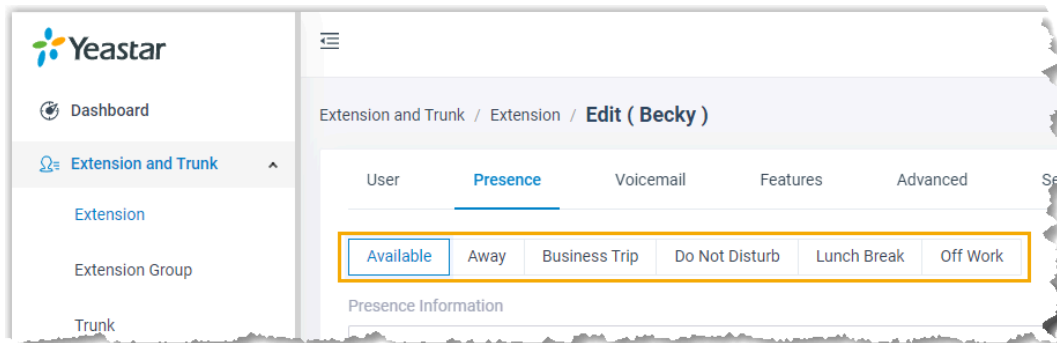 Yeastar
Dashboard
Extension and Trunk
Extension
Extension Group
Trunk
Extension and Trunk / Extension / Edit ( Becky )
User Presence Voicemail Features Advanced
Available Away Business Trip Do Not Disturb Lunch Break Off Work
Presence Information